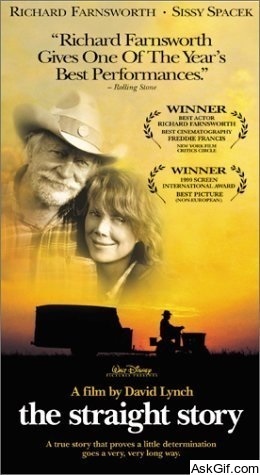 RICHARD FARNSWORTH · SISSY SPACEK
"Richard Farnsworth
Gives One Of The Year's
Best Performances."
– Rolling Stone
WINNER
BEST ACTOR
RICHARD FARNSWORTH
BEST CINEMATOGRAPHY
FREDDIE FRANCIS
NEW YORK FILM
CRITICS CIRCLE
WINNER
1999 SCREEN
INTERNATIONAL AWARD
BEST PICTURE
(NON-EUROPEAN)
WALT DISNEY
PICTURES PRESENTS
A film by David Lynch
the straight story
A true story that proves a little determination
goes a very, very long way.
AskGif.com